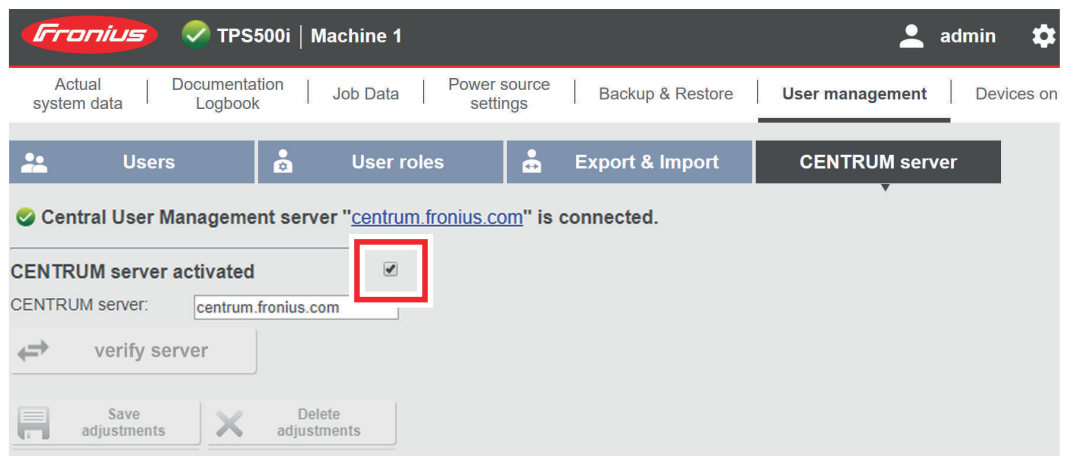 Fronius TPS500i | Machine 1 admin
Actual system data | Documentation Logbook | Job Data | Power source settings | Backup & Restore | User management | Devices on
Users User roles Export & Import CENTRUM server
Central User Management server "centrum.fronius.com" is connected.
CENTRUM server activated
CENTRUM server: centrum.fronius.com
verify server
Save adjustments Delete adjustments